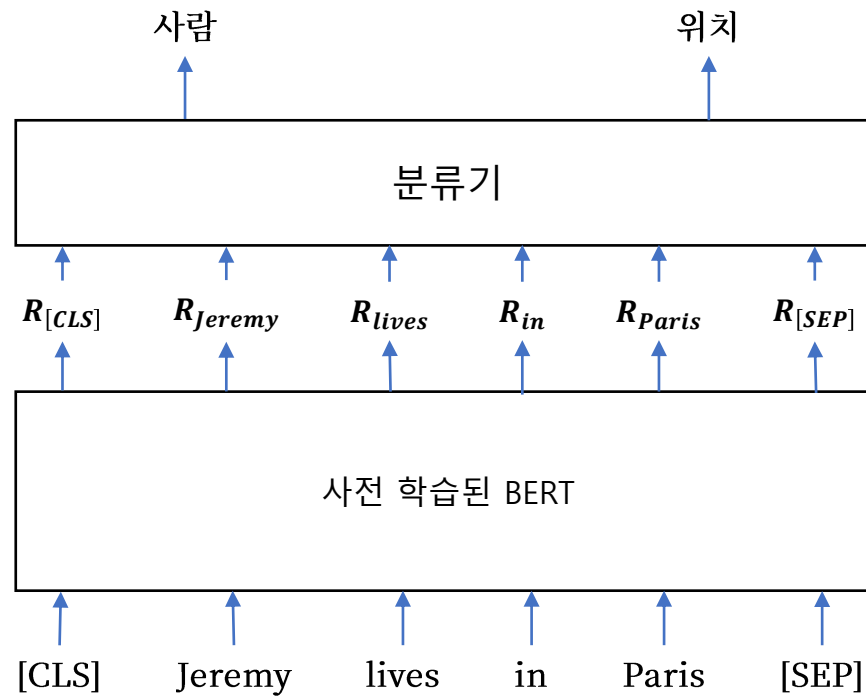 사람 위치
분류기
R[CLS] RJeremy Rlives Rin RParis R[SEP]
사전 학습된 BERT
[CLS] Jeremy lives in Paris [SEP]